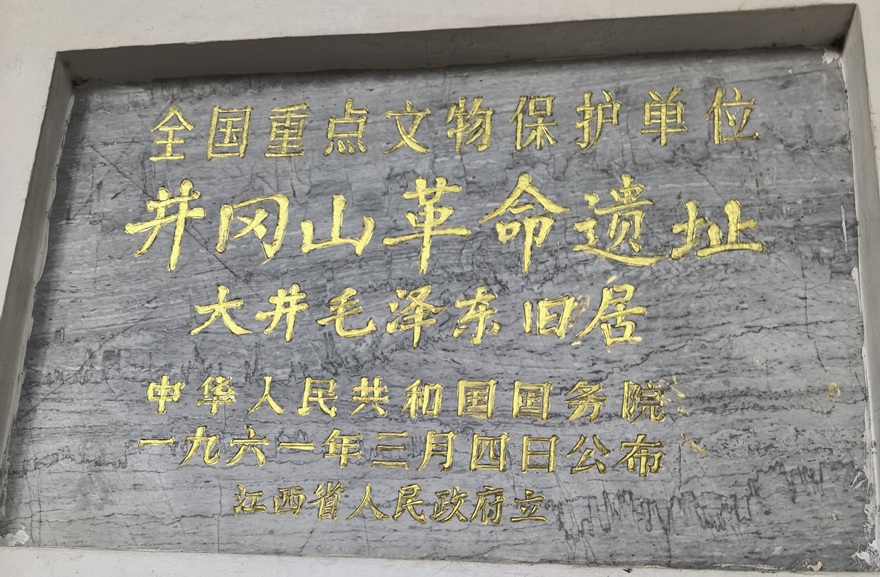 全国重点文物保护单位
井冈山革命遗址
大井毛泽东旧居
中华人民共和国国务院
一九六一年三月四日公布
江西省人民政府立